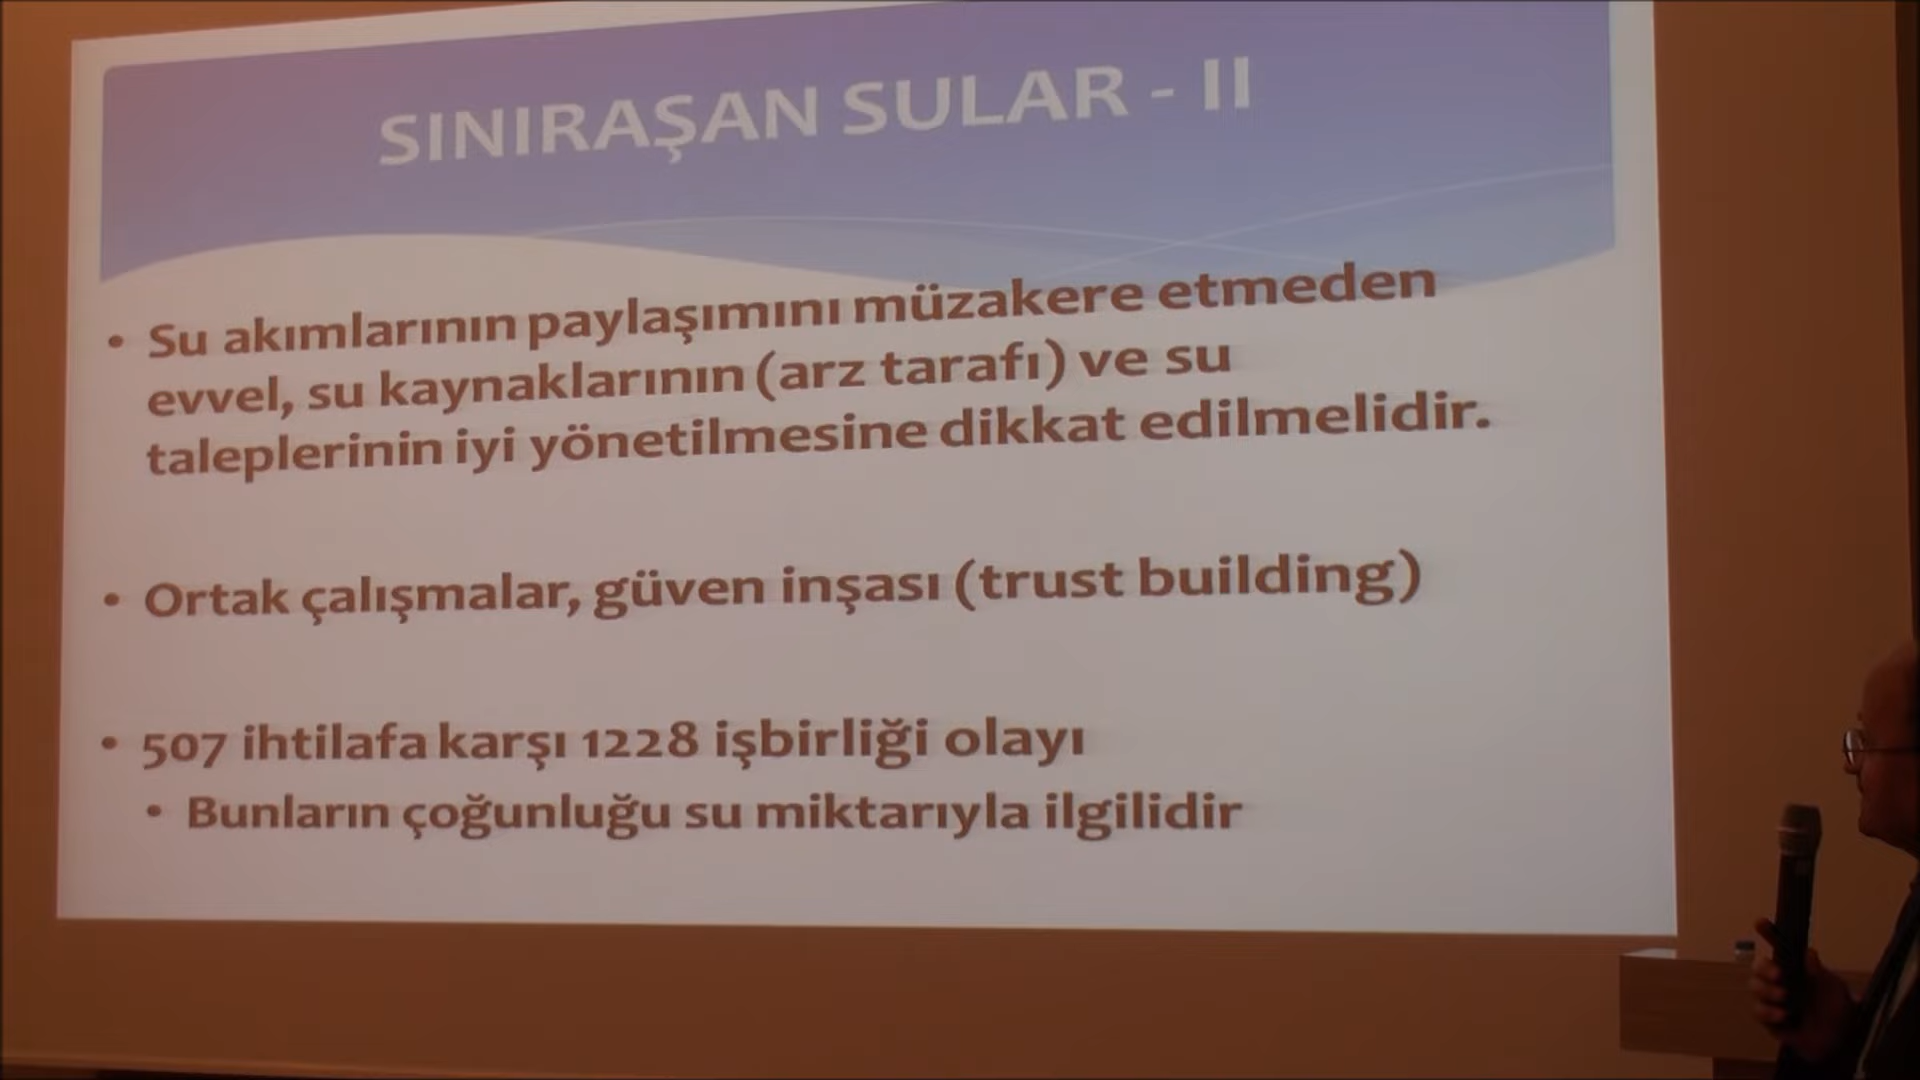 SINIRAŞAN SULAR - II
• Su akımlarının paylaşımını müzakere etmeden
evvel, su kaynaklarının (arz tarafı) ve su
taleplerinin iyi yönetilmesine dikkat edilmelidir.
• Ortak çalışmalar, güven inşası (trust building)
• 507 ihtilafa karşı 1228 işbirliği olayı
• Bunların çoğunluğu su miktarıyla ilgilidir